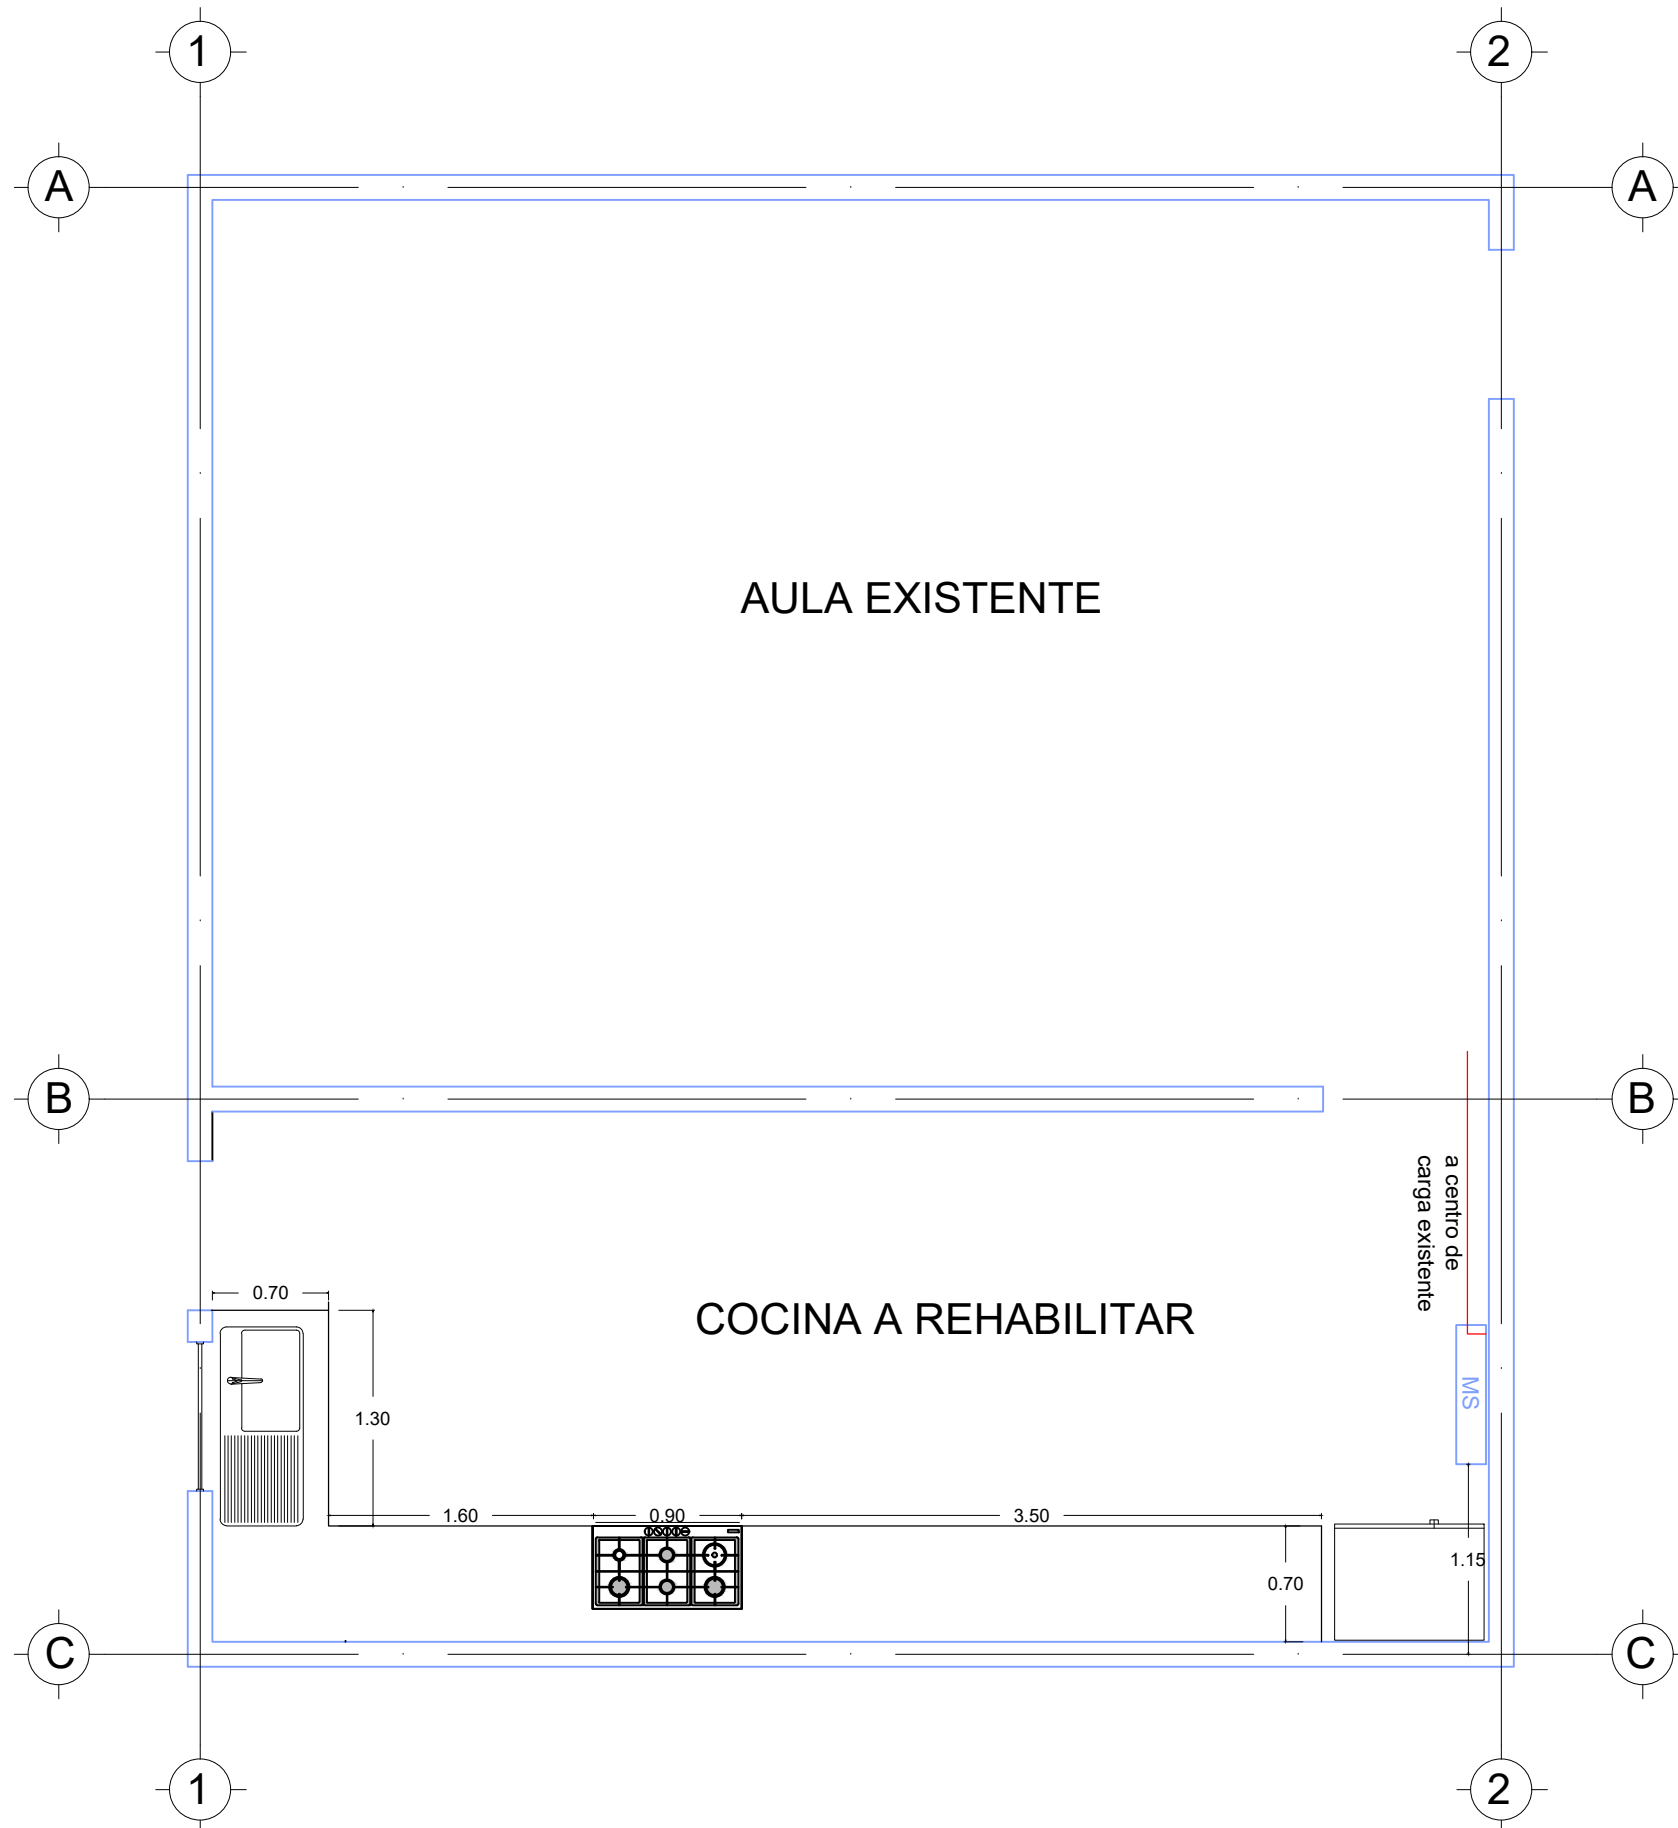 1
2
A
A
AULA EXISTENTE
B
B
a centro de
carga existente
0.70
COCINA A REHABILITAR
MS
1.30
1.60
0.90
3.50
1.15
0.70
C
C
1
2